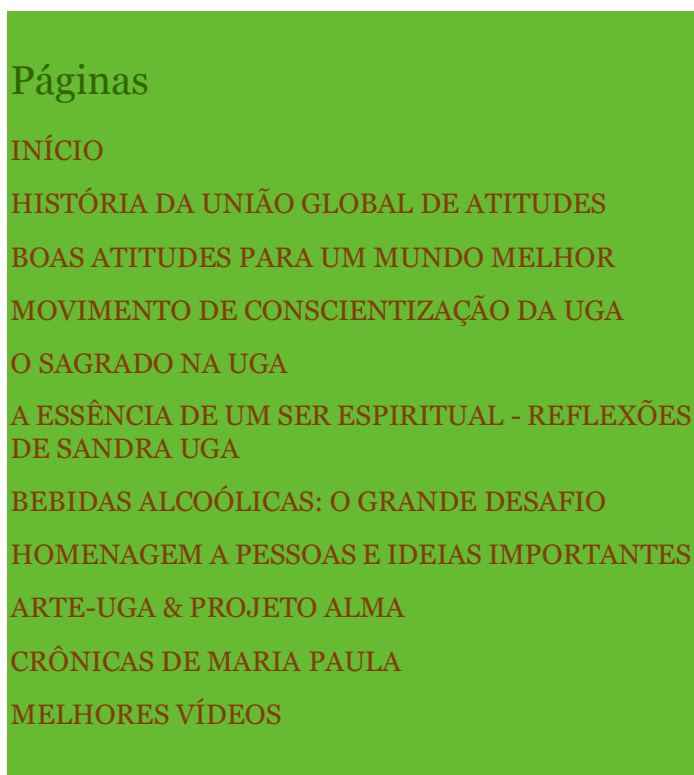 Páginas
INÍCIO
HISTÓRIA DA UNIÃO GLOBAL DE ATITUDES
BOAS ATITUDES PARA UM MUNDO MELHOR
MOVIMENTO DE CONSCIENTIZAÇÃO DA UGA
O SAGRADO NA UGA
A ESSÊNCIA DE UM SER ESPIRITUAL - REFLEXÕES
DE SANDRA UGA
BEBIDAS ALCOÓLICAS: O GRANDE DESAFIO
HOMENAGEM A PESSOAS E IDEIAS IMPORTANTES
ARTE-UGA & PROJETO ALMA
CRÔNICAS DE MARIA PAULA
MELHORES VÍDEOS